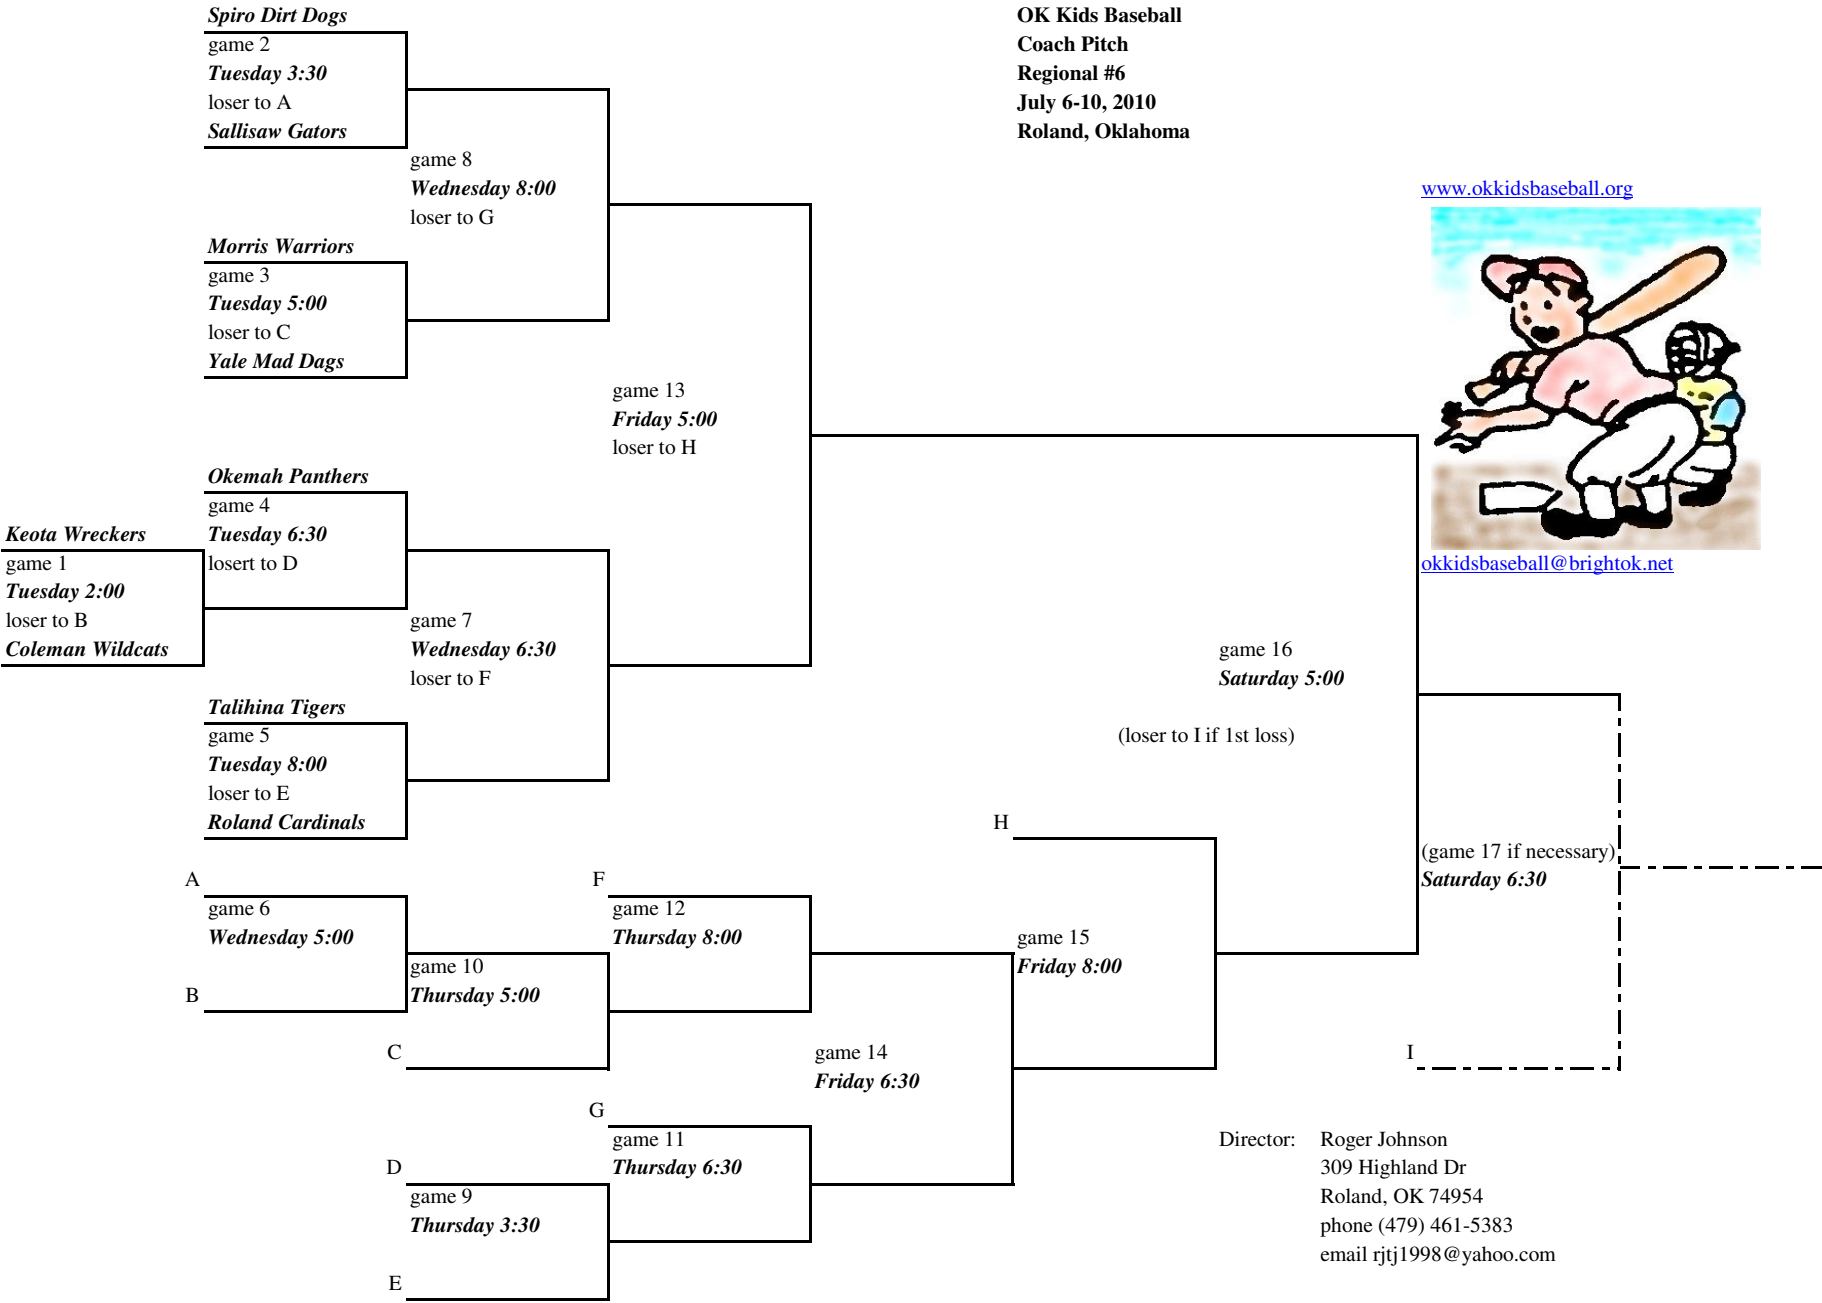 Spiro Dirt Dogs
game 2
Tuesday 3:30
loser to A
Sallisaw Gators
OK Kids Baseball
Coach Pitch
Regional #6
July 6-10, 2010
Roland, Oklahoma
game 8
Wednesday 8:00
loser to G
www.okkidsbaseball.org
Morris Warriors
game 3
Tuesday 5:00
loser to C
Yale Mad Dags
game 13
Friday 5:00
loser to H
Okemah Panthers
game 4
Tuesday 6:30
losert to D
Keota Wreckers
game 1
Tuesday 2:00
loser to B
Coleman Wildcats
okkidsbaseball@brightok.net
game 7
Wednesday 6:30
loser to F
game 16
Saturday 5:00
(loser to I if 1st loss)
Talihina Tigers
game 5
Tuesday 8:00
loser to E
Roland Cardinals
H
(game 17 if necessary)
Saturday 6:30
A
game 6
Wednesday 5:00
B
F
game 12
Thursday 8:00
game 15
Friday 8:00
game 10
Thursday 5:00
C
game 14
Friday 6:30
I
G
game 11
Thursday 6:30
D
game 9
Thursday 3:30
E
Director: Roger Johnson
309 Highland Dr
Roland, OK 74954
phone (479) 461-5383
email rjtj1998@yahoo.com